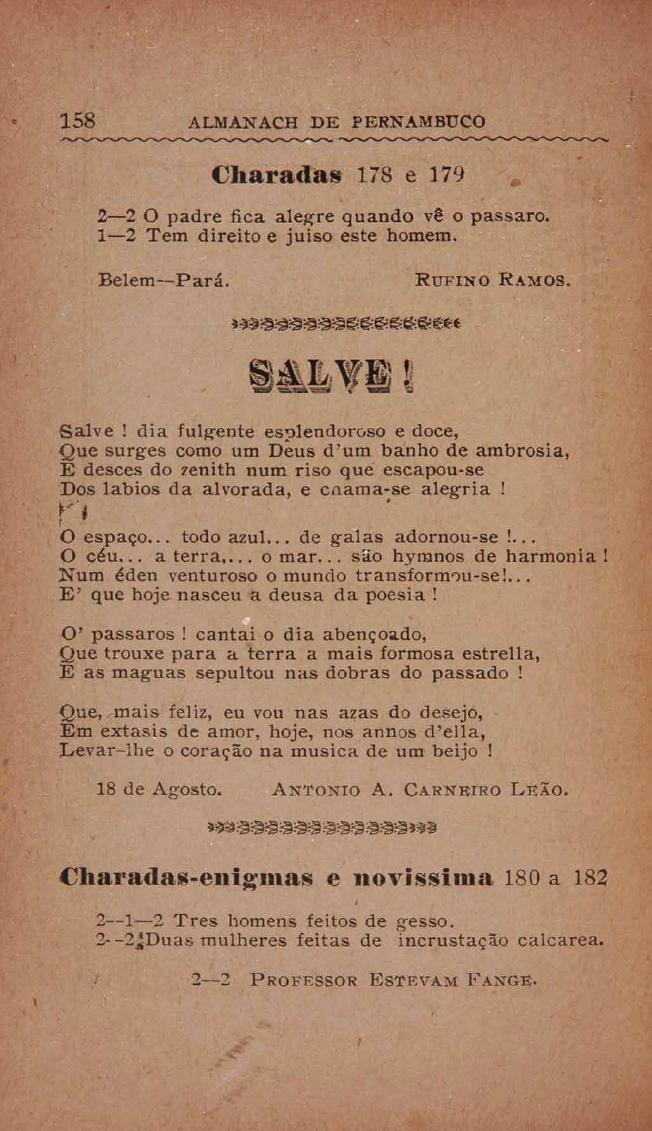 158 ALMANACH DE PERNAMBUCO
Charadas 178 e 179
2—2 O padre fica alegre quando vê o passaro.
1—2 Tem direito e juiso este homem.
Belem--Pará. RUFINO RAMOS.
SALVE!
Salve ! dia fulgente esplendoroso e doce,
Que surges como um Deus d'um banho de ambrosia,
E desces do zenith num riso que escapou-se
Dos labios da alvorada, e chama-se alegria !
O espaço... todo azul... de galas adornou-se !...
O céu... a terra,... o mar... são hymnos de harmonia !
Num éden venturoso o mundo transformou-se!...
E' que hoje nasceu a deusa da poesia !
O' passaros ! cantai o dia abençoado,
Que trouxe para a terra a mais formosa estrella,
E as maguas sepultou nas dobras do passado !
Que, mais feliz, eu vou nas azas do desejo,
Em extasis de amor, hoje, nos annos d'ella,
Levar-lhe o coração na musica de um beijo !
18 de Agosto. ANTONIO A. CARNEIRO LEÃO.
Charadas-enigmas e novissima 180 a 182
2--1—2 Tres homens feitos de gesso.
2--2 Duas mulheres feitas de incrustação calcarea.
2--2 PROFESSOR ESTEVAM FANGE.